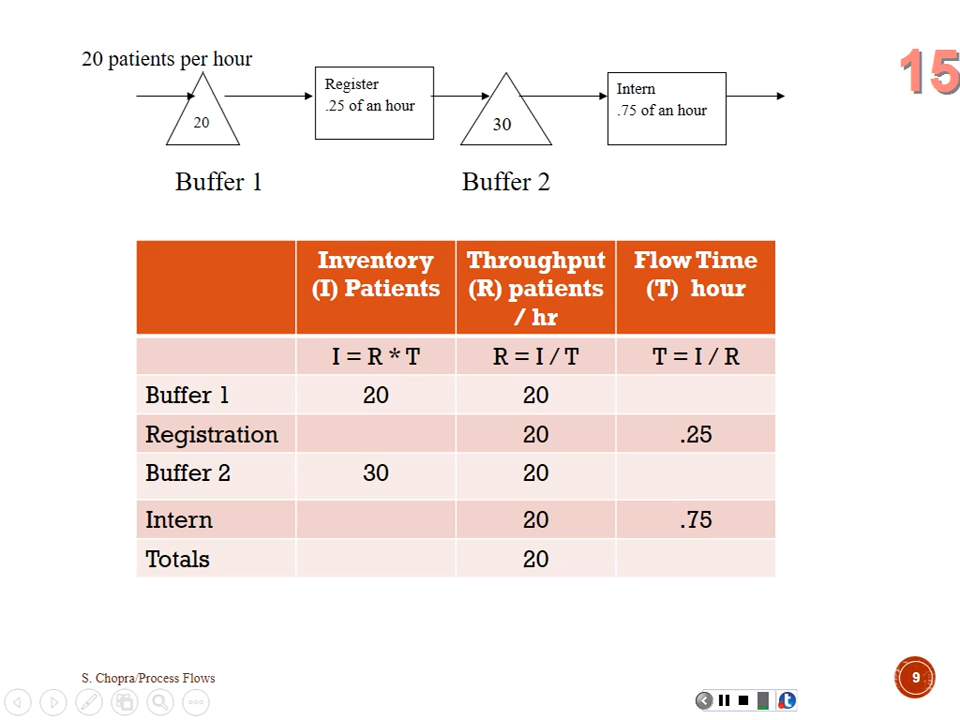 20 patients per hour
15
Register
.25 of an hour
Intern
.75 of an hour
20
30
Buffer 1
Buffer 2
Inventory (I) Patients
Throughput (R) patients / hr
Flow Time (T) hour
I = R * T
R = I / T
T = I / R
Buffer 1 20 20
Registration 20 .25
Buffer 2 30 20
Intern 20 .75
Totals 20
S. Chopra/Process Flows
9